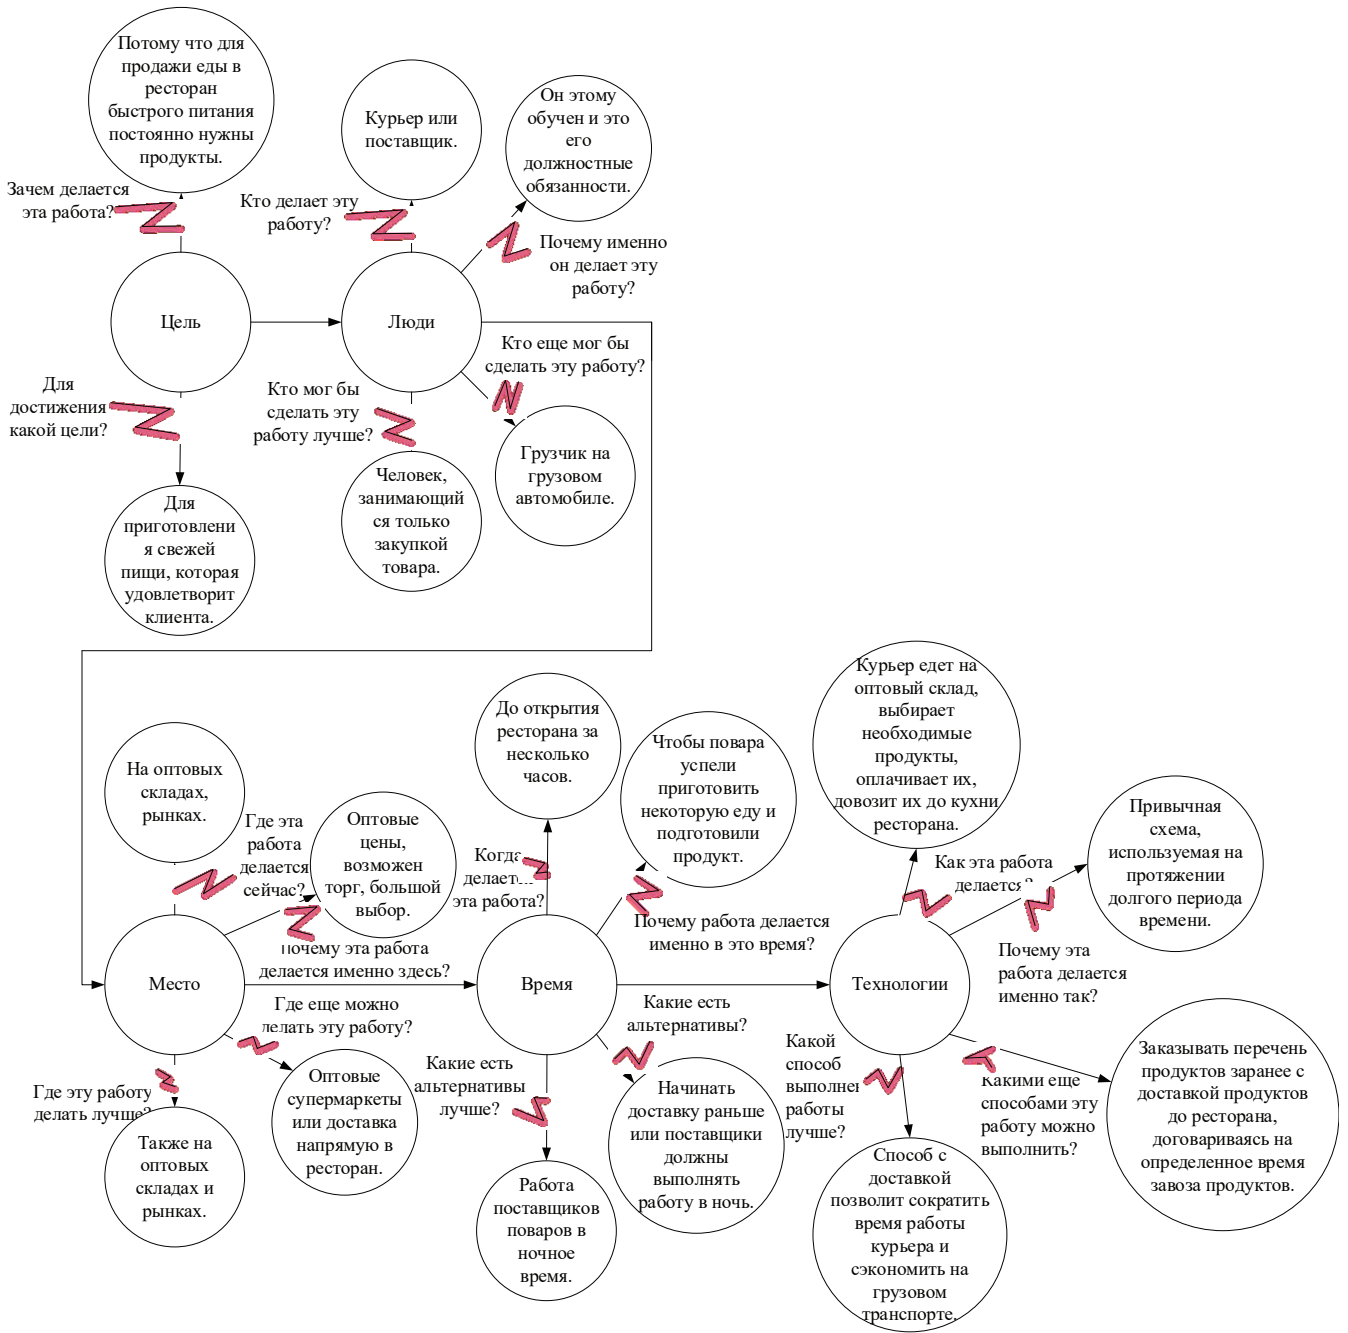 Потому что для
продажи еды в
ресторан
быстрого питания
постоянно нужны
продукты.
Зачем делается
эта работа?
Цель
Для
достижения
какой цели?
Для
приготовлени
я свежей
пищи, которая
удовлетворит
клиента.
Курьер или
поставщик.
Кто делает эту
работу?
Он этому
обучен и это
его
должностные
обязанности.
Почему именно
он делает эту
работу?
Люди
Кто еще мог бы
сделать эту работу?
Кто мог бы
сделать эту
работу лучше?
Грузчик на
грузовом
автомобиле.
Человек,
занимающий
ся только
закупкой
товара.
На оптовых
складах,
рынках.
Где эта
работа
делается
сейчас?
Оптовые
цены,
возможен
торг, большой
выбор.
Почему эта работа
делается именно здесь?
Место
Где еще можно
делать эту работу?
Где эту работу
делать лучше?
Также на
оптовых
складах и
рынках.
Оптовые
супермаркеты
или доставка
напрямую в
ресторан.
До открытия
ресторана за
несколько
часов.
Когда
делается
эта работа?
Чтобы повара
успели
приготовить
некоторую еду и
подготовили
продукт.
Почему работа делается
именно в это время?
Время
Какие есть
альтернативы?
Какие есть
альтернативы
лучше?
Начинать
доставку раньше
или поставщики
должны
выполнять
работу в ночь.
Работа
поставщиков
поваров в
ночное
время.
Курьер едет на
оптовый склад,
выбирает
необходимые
продукты,
оплачивает их,
довозит их до кухни
ресторана.
Как эта работа
делается?
Привычная
схема,
используемая на
протяжении
долгого периода
времени.
Почему эта
работа делается
именно так?
Технологии
Какой
способ
выполнения
работы
лучше?
Какими еще
способами эту
работу можно
выполнить?
Заказывать перечень
продуктов заранее с
доставкой продуктов
до ресторана,
договариваясь на
определенное время
завоза продуктов.
Способ с
доставкой
позволит сократить
время работы
курьера и
сэкономить на
грузовом
транспорте.